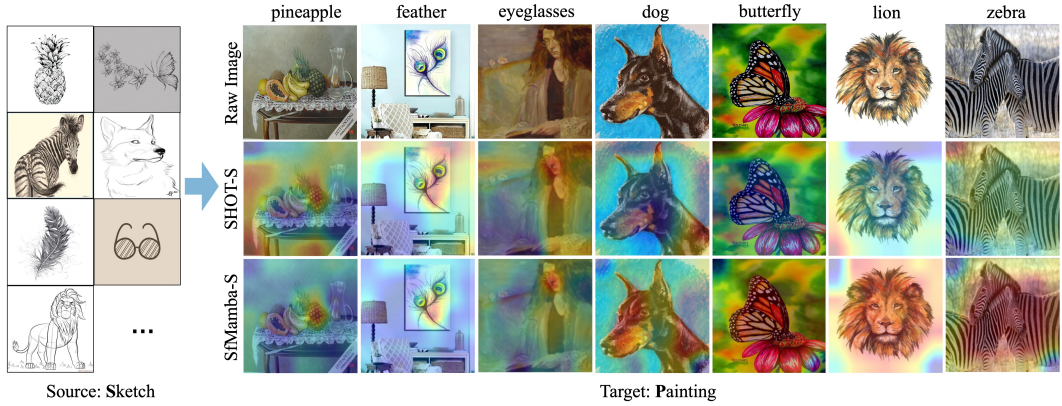 pineapple feather eyeglasses dog butterfly lion zebra
Raw Image
SHOT-S
SfMamba-S
...
Source: Sketch
Target: Painting